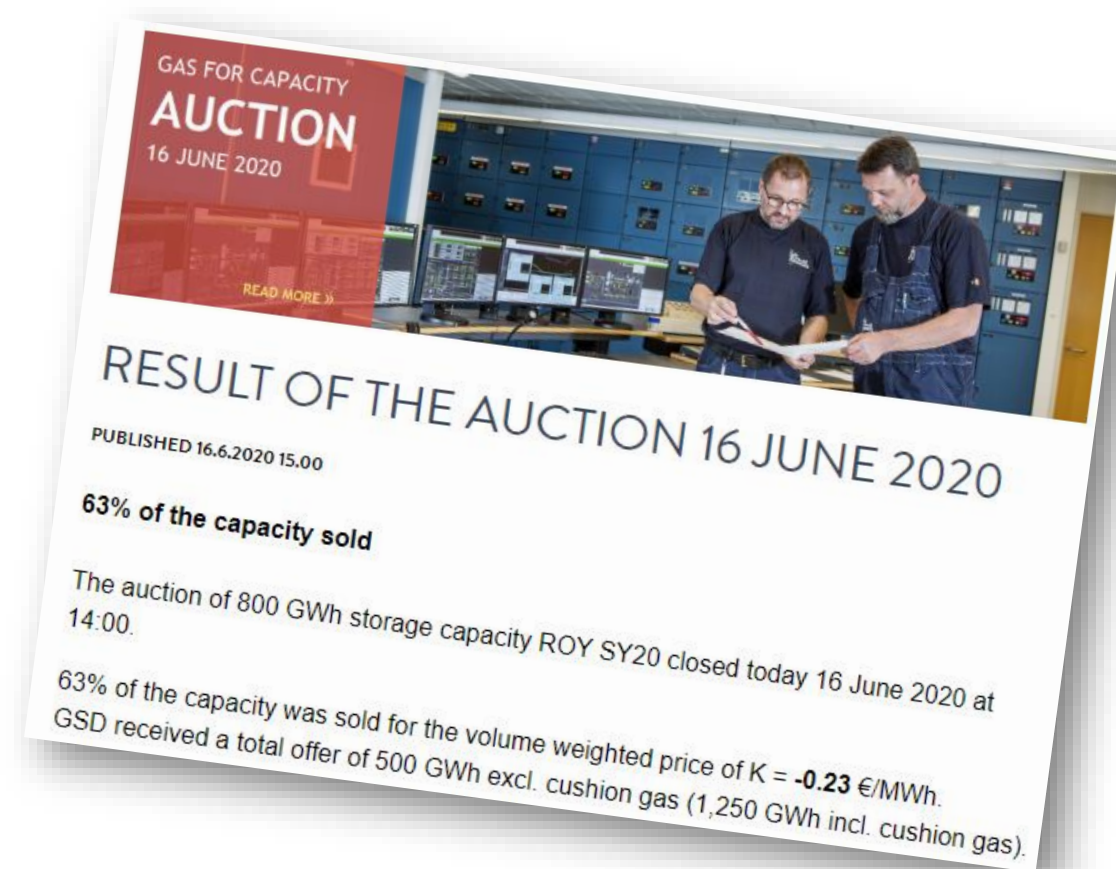 GAS FOR CAPACITY
AUCTION
16 JUNE 2020
READ MORE »
RESULT OF THE AUCTION 16 JUNE 2020
PUBLISHED 16.6.2020 15.00
63% of the capacity sold
The auction of 800 GWh storage capacity ROY SY20 closed today 16 June 2020 at
14:00.
63% of the capacity was sold for the volume weighted price of K = -0.23 €/MWh.
GSD received a total offer of 500 GWh excl. cushion gas (1,250 GWh incl. cushion gas).